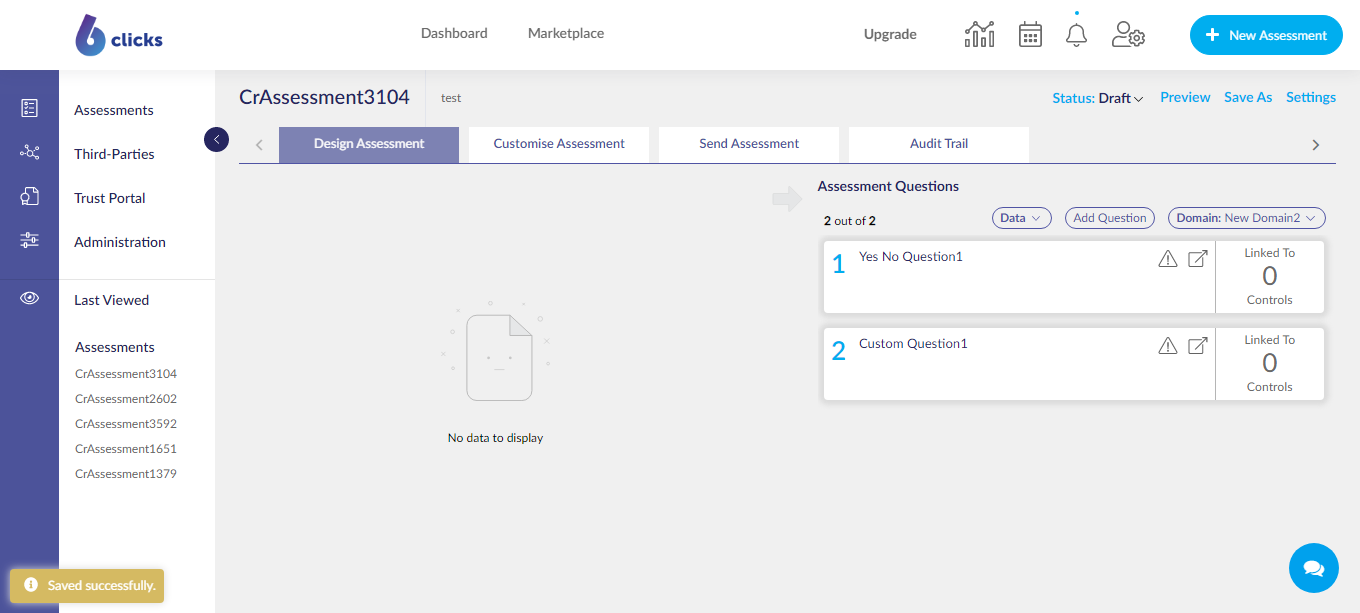 clicks
Dashboard
Marketplace
Upgrade
+ New Assessment
Assessments
Third-Parties
Trust Portal
Administration
Last Viewed
Assessments
CrAssessment3104
CrAssessment2602
CrAssessment3592
CrAssessment1651
CrAssessment1379
CrAssessment3104
test
Status: Draft
Preview
Save As
Settings
Design Assessment
Customise Assessment
Send Assessment
Audit Trail
No data to display
Assessment Questions
2 out of 2
Data
Add Question
Domain: New Domain2
1
Yes No Question1
Linked To
0
Controls
2
Custom Question1
Linked To
0
Controls
Saved successfully.